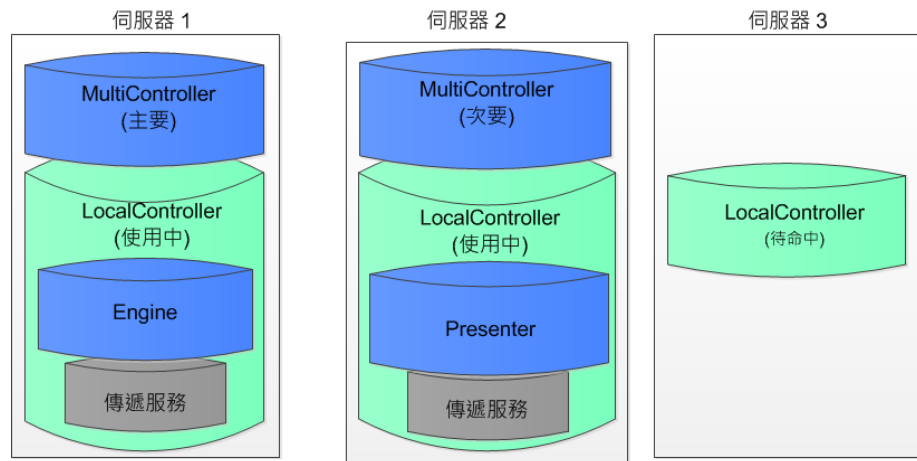 伺服器 1
MultiController
(主要)
LocalController
(使用中)
Engine
傳遞服務
伺服器 2
MultiController
(次要)
LocalController
(使用中)
Presenter
傳遞服務
伺服器 3
LocalController
(待命中)